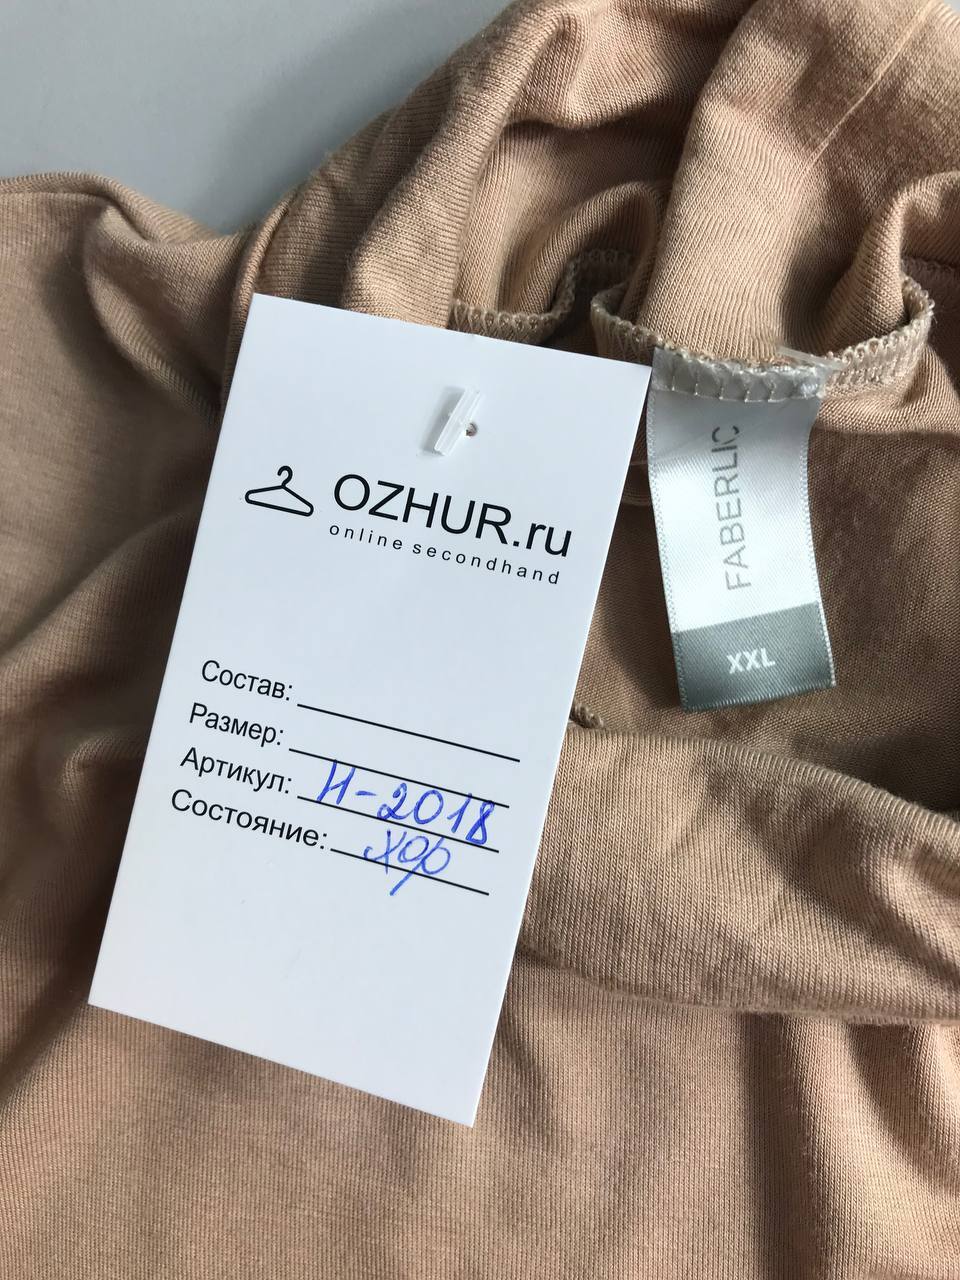 OZHUR.ru
online secondhand
Состав:
Размер:
Артикул: Н-2018
Состояние: хор
FABERLIC
XXL